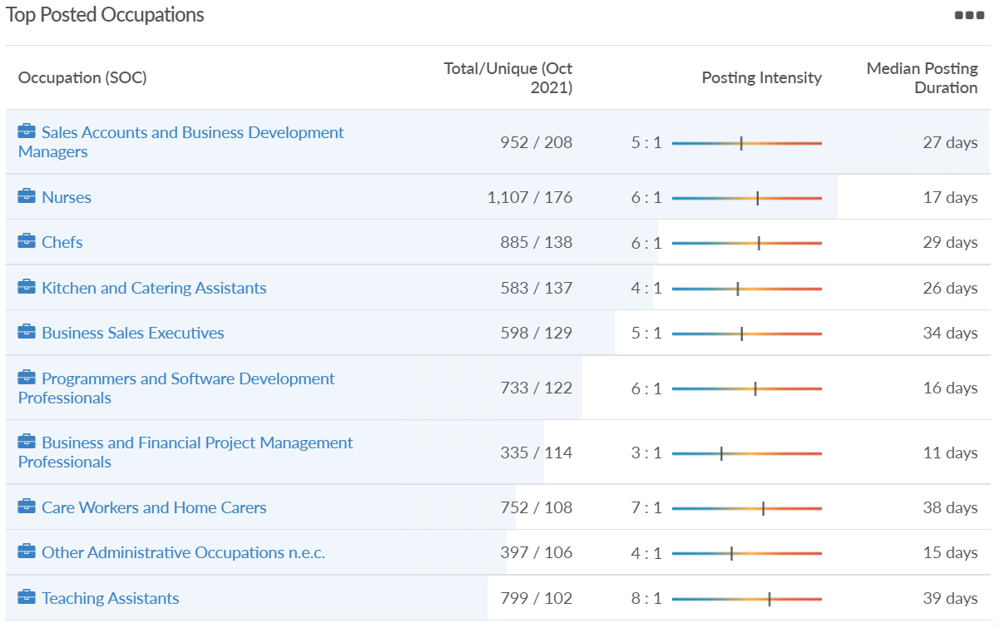 Top Posted Occupations
Occupation (SOC)
Total/Unique (Oct
2021)
Posting Intensity
Median Posting
Duration
Sales Accounts and Business Development
Managers
952 / 208
5 : 1
27 days
Nurses
1,107 / 176
6 : 1
17 days
Chefs
885 / 138
6 : 1
29 days
Kitchen and Catering Assistants
583 / 137
4 : 1
26 days
Business Sales Executives
598 / 129
5 : 1
34 days
Programmers and Software Development
Professionals
733 / 122
6 : 1
16 days
Business and Financial Project Management
Professionals
335 / 114
3 : 1
11 days
Care Workers and Home Carers
752 / 108
7 : 1
38 days
Other Administrative Occupations n.e.c.
397 / 106
4 : 1
15 days
Teaching Assistants
799 / 102
8 : 1
39 days